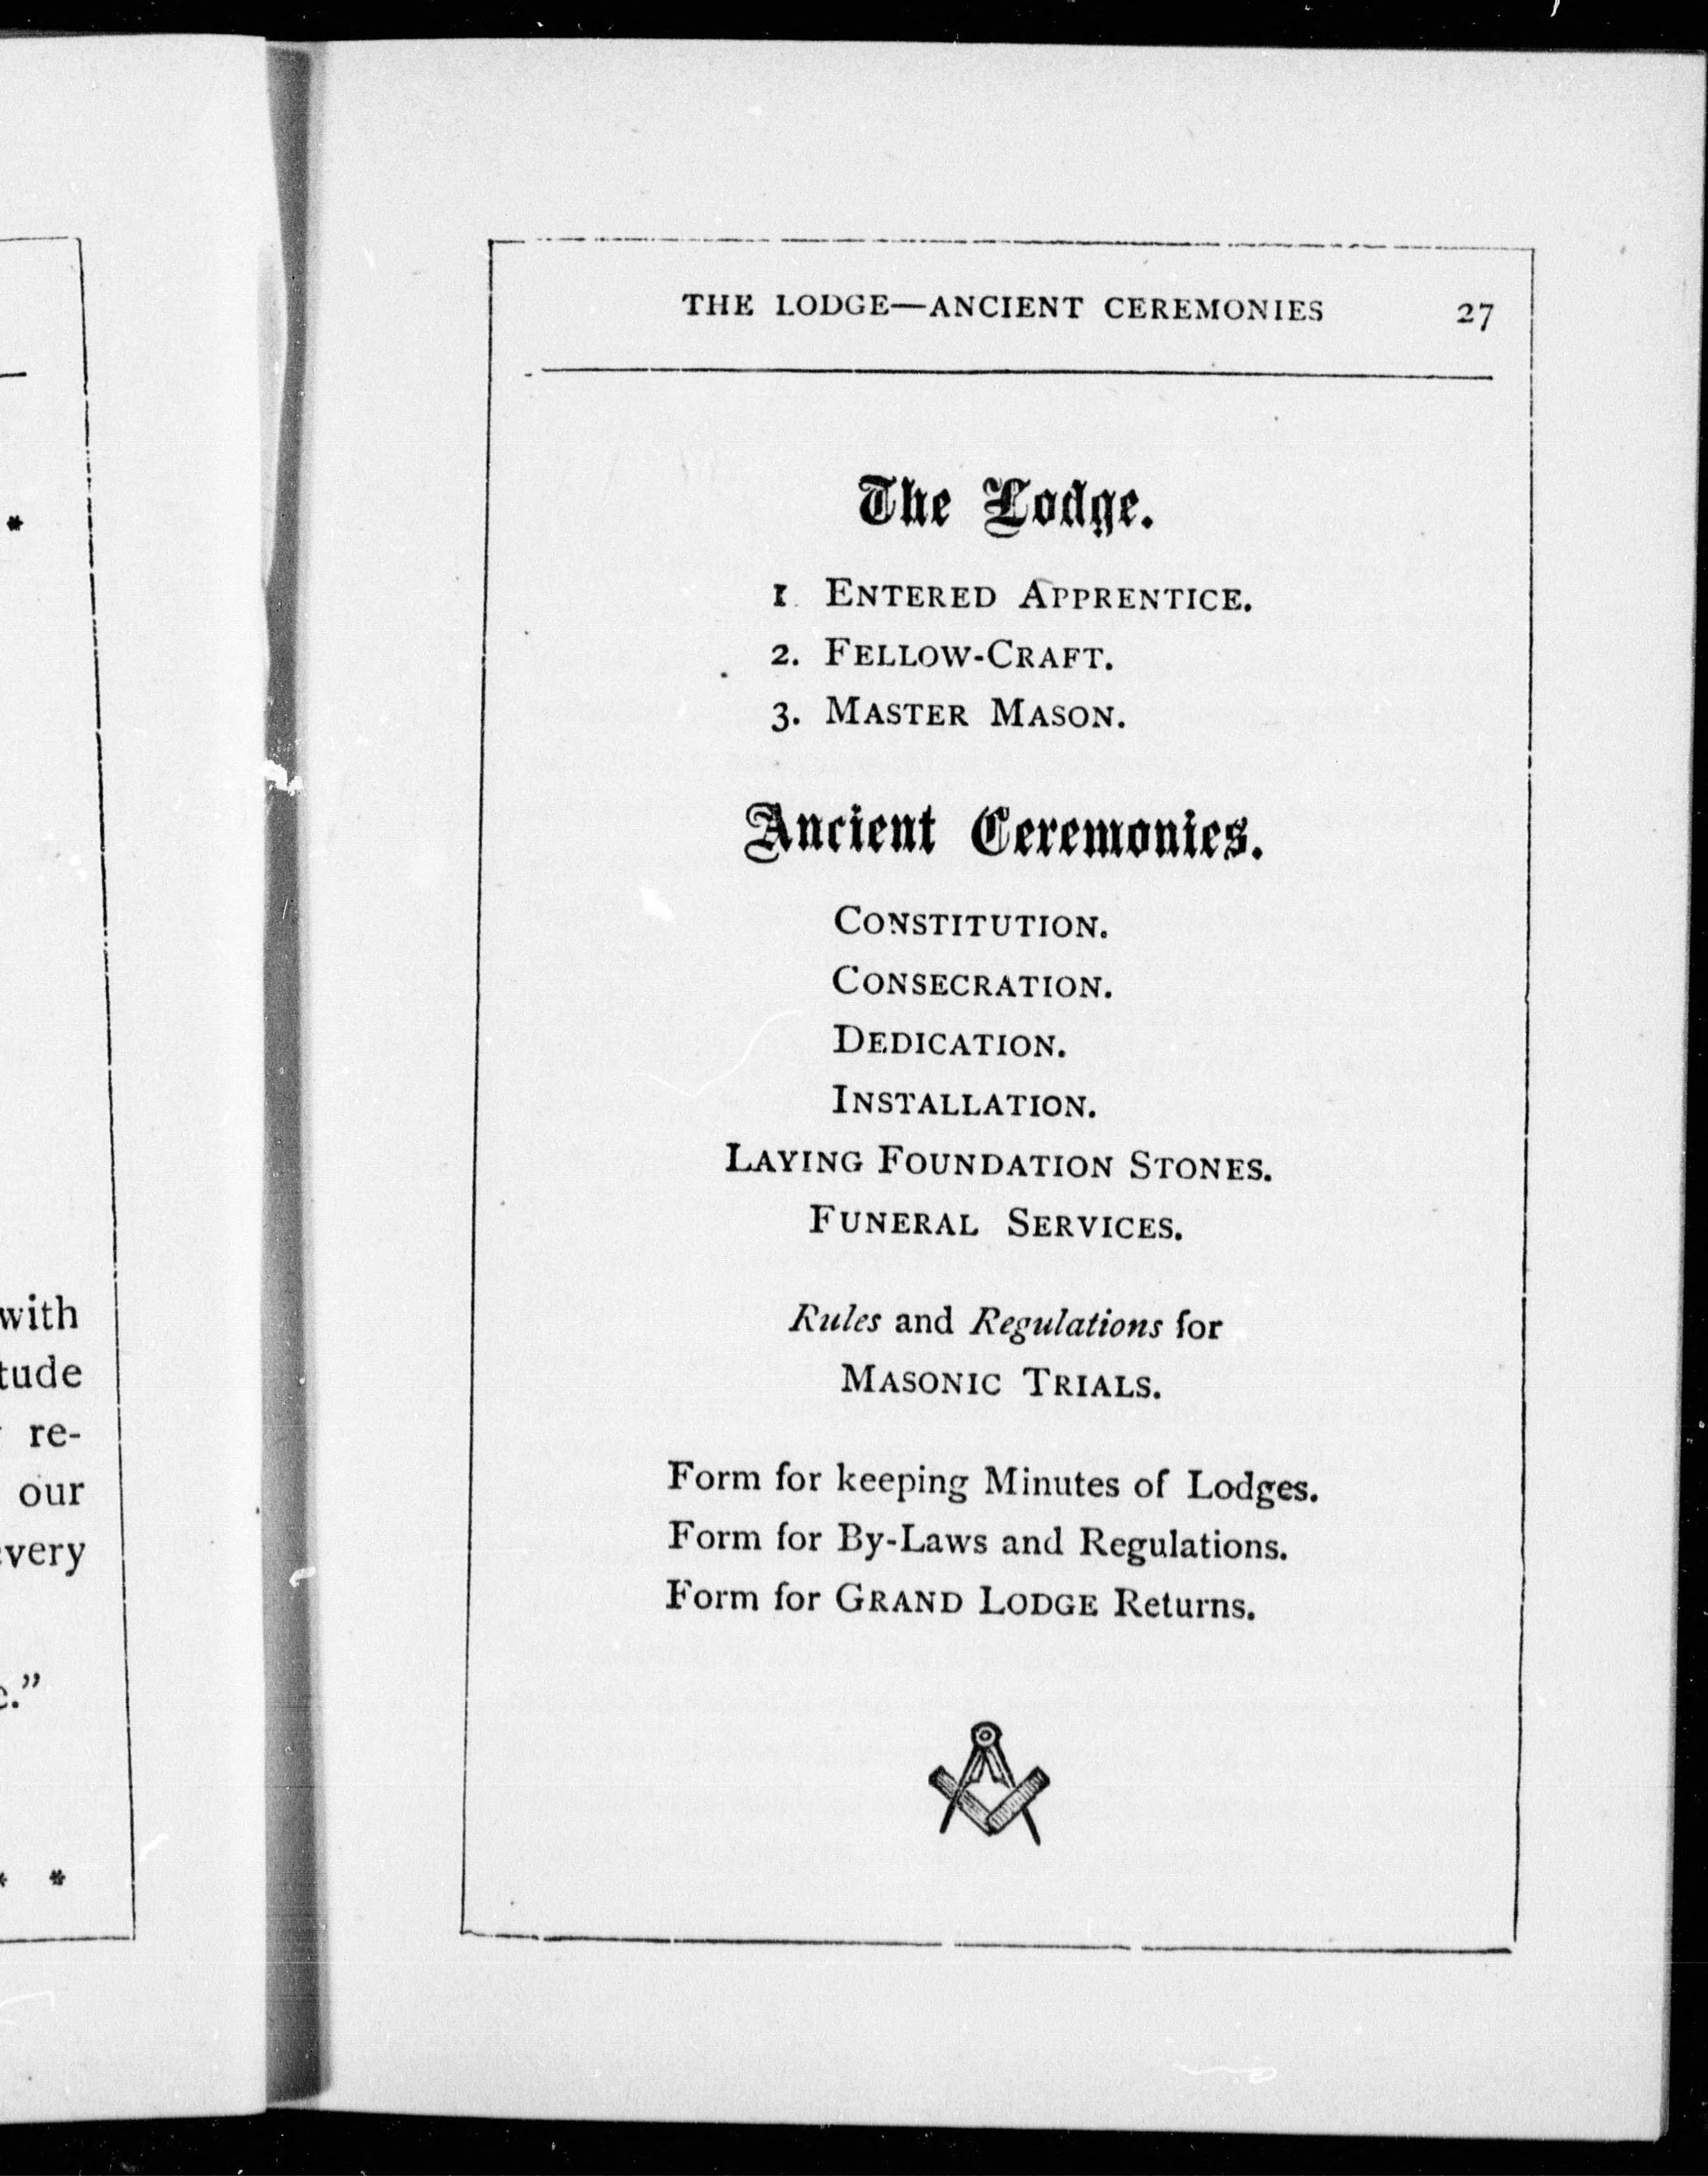 *
with
re-
our
."
* *
THE LODGE—ANCIENT CEREMONIES 27
The Lodge.
1. ENTERED APPRENTICE.
2. FELLOW-CRAFT.
3. MASTER MASON.
Ancient Ceremonies.
CONSTITUTION.
CONSECRATION.
DEDICATION.
INSTALLATION.
LAYING FOUNDATION STONES.
FUNERAL SERVICES.
Rules and Regulations for
MASONIC TRIALS.
Form for keeping Minutes of Lodges.
Form for By-Laws and Regulations.
Form for GRAND LODGE Returns.